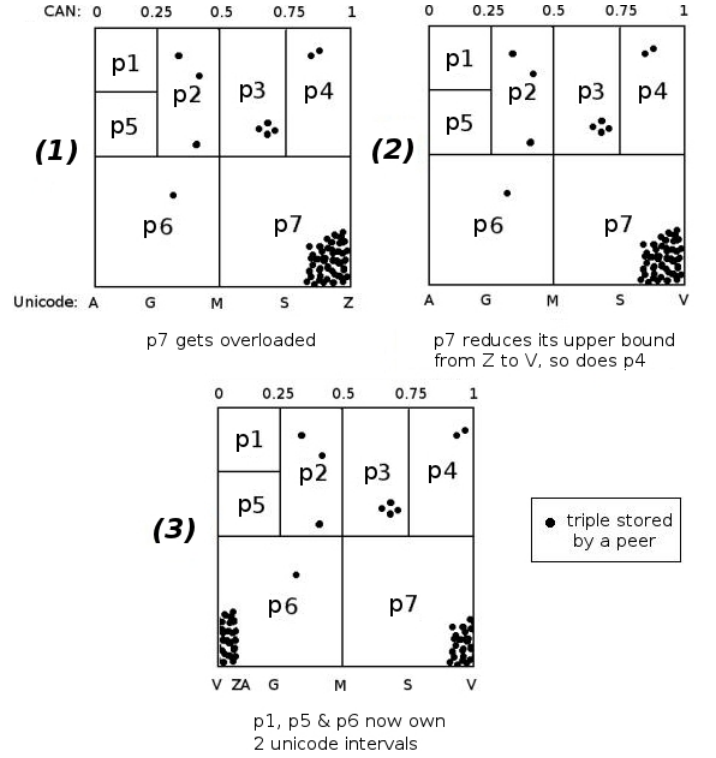 CAN: 0 0.25 0.5 0.75 1
p1 p2 p3 p4
p5
(1)
p6 p7
Unicode: A G M S Z
p7 gets overloaded
0 0.25 0.5 0.75 1
p1 p2 p3 p4
p5
(2)
p6 p7
A G M S V
p7 reduces its upper bound
from Z to V, so does p4
0 0.25 0.5 0.75 1
p1 p2 p3 p4
p5
(3)
p6 p7
V ZA G M S V
p1, p5 & p6 now own
2 unicode intervals
triple stored
by a peer